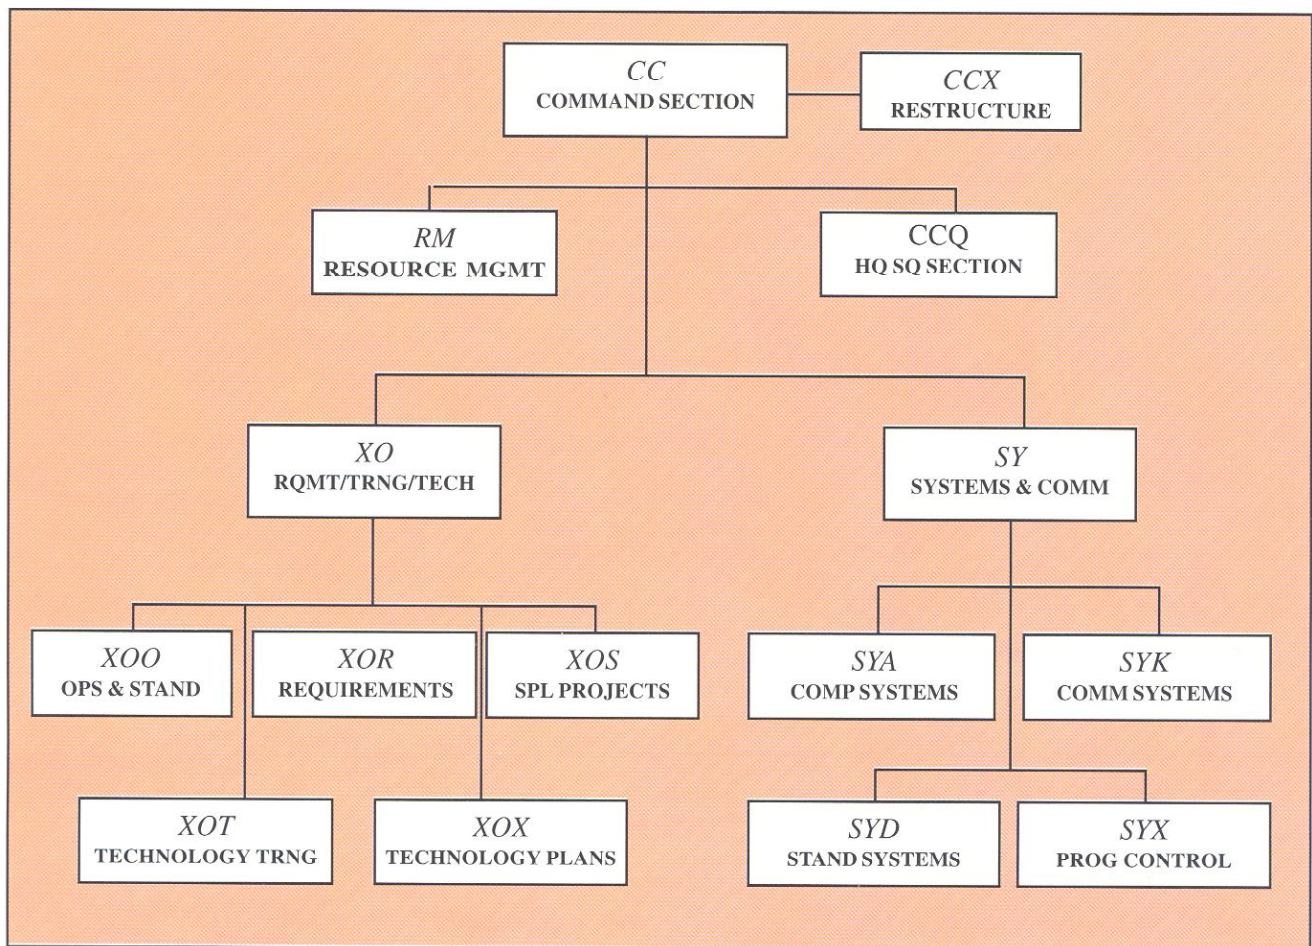 CC
COMMAND SECTION
CCX
RESTRUCTURE
RM
RESOURCE MGMT
CCQ
HQ SQ SECTION
XO
RQMT/TRNG/TECH
SY
SYSTEMS & COMM
XOO
OPS & STAND
XOR
REQUIREMENTS
XOS
SPL PROJECTS
SYA
COMP SYSTEMS
SYK
COMM SYSTEMS
XOT
TECHNOLOGY TRNG
XOX
TECHNOLOGY PLANS
SYD
STAND SYSTEMS
SYX
PROG CONTROL